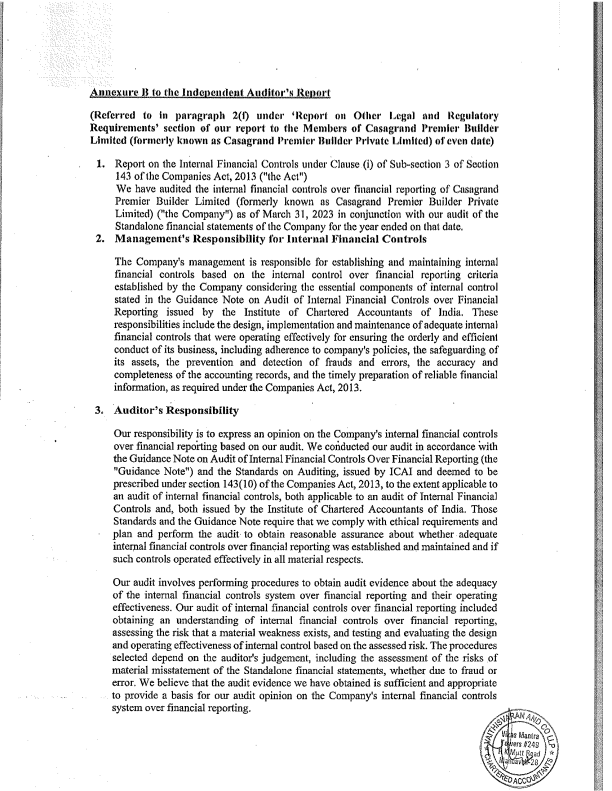 Annexure B to the Independent Auditor's Report
(Referred to in paragraph 2(f) under 'Report on Other Legal and Regulatory
Requirements' section of our report to the Members of Casagrand Premier Builder
Limited (formerly known as Casagrand Premier Builder Private Limited) of even date)
1. Report on the Internal Financial Controls under Clause (i) of Sub-section 3 of Section
143 of the Companies Act, 2013 ("the Act")
We have audited the internal financial controls over financial reporting of Casagrand
Premier Builder Limited (formerly known as Casagrand Premier Builder Private
Limited) ("the Company") as of March 31, 2023 in conjunction with our audit of the
Standalone financial statements of the Company for the year ended on that date.
2. Management's Responsibility for Internal Financial Controls
The Company's management is responsible for establishing and maintaining internal
financial controls based on the internal control over financial reporting criteria
established by the Company considering the essential components of internal control
stated in the Guidance Note on Audit of Internal Financial Controls over Financial
Reporting issued by the Institute of Chartered Accountants of India. These
responsibilities include the design, implementation and maintenance of adequate internal
financial controls that were operating effectively for ensuring the orderly and efficient
conduct of its business, including adherence to company's policies, the safeguarding of
its assets, the prevention and detection of frauds and errors, the accuracy and
completeness of the accounting records, and the timely preparation of reliable financial
information, as required under the Companies Act, 2013.
3. Auditor's Responsibility
Our responsibility is to express an opinion on the Company's internal financial controls
over financial reporting based on our audit. We conducted our audit in accordance with
the Guidance Note on Audit of Internal Financial Controls Over Financial Reporting (the
"Guidance Note") and the Standards on Auditing, issued by ICAI and deemed to be
prescribed under section 143(10) of the Companies Act, 2013, to the extent applicable to
an audit of internal financial controls, both applicable to an audit of Internal Financial
Controls and, both issued by the Institute of Chartered Accountants of India. Those
Standards and the Guidance Note require that we comply with ethical requirements and
plan and perform the audit to obtain reasonable assurance about whether adequate
internal financial controls over financial reporting was established and maintained and if
such controls operated effectively in all material respects.
Our audit involves performing procedures to obtain audit evidence about the adequacy
of the internal financial controls system over financial reporting and their operating
effectiveness. Our audit of internal financial controls over financial reporting included
obtaining an understanding of internal financial controls over financial reporting,
assessing the risk that a material weakness exists, and testing and evaluating the design
and operating effectiveness of internal control based on the assessed risk. The procedures
selected depend on the auditor's judgement, including the assessment of the risks of
material misstatement of the Standalone financial statements, whether due to fraud or
error. We believe that the audit evidence we have obtained is sufficient and appropriate
to provide a basis for our audit opinion on the Company's internal financial controls
system over financial reporting.
AND CO LLP
Mantra
Towers #249
Mutt Road
CHARTERED ACCOUNTANTS